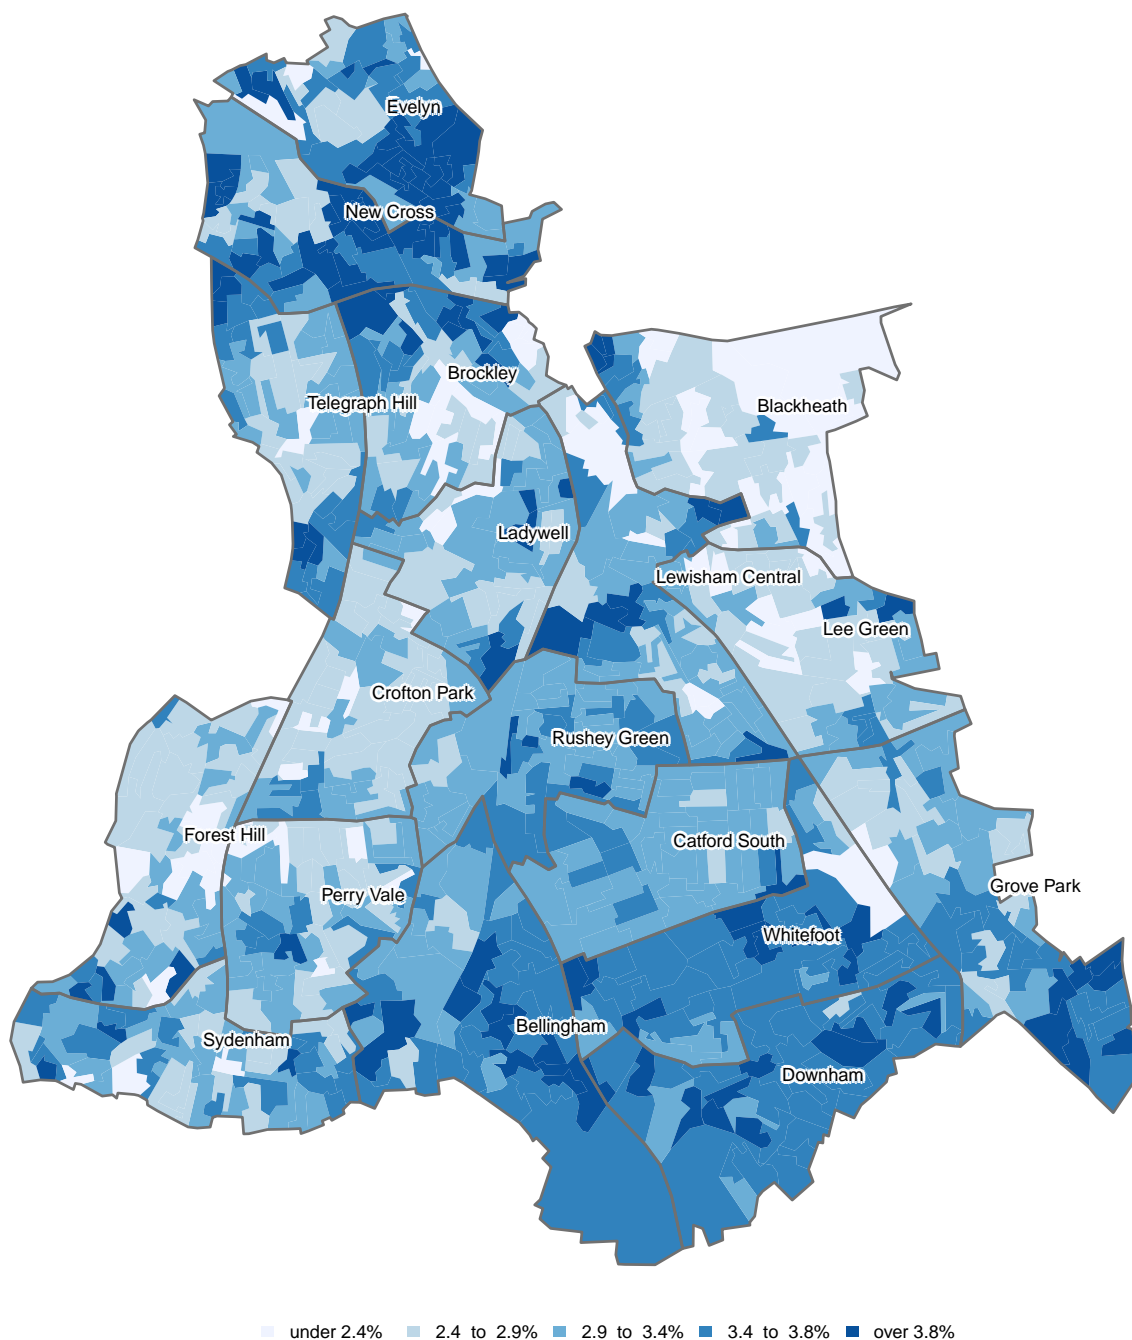 Evelyn
New Cross
Brockley
Telegraph Hill
Blackheath
Ladywell
Lewisham Central
Lee Green
Crofton Park
Rushey Green
Forest Hill
Catford South
Perry Vale
Grove Park
Whitefoot
Bellingham
Sydenham
Downham
under 2.4% 2.4 to 2.9% 2.9 to 3.4% 3.4 to 3.8% over 3.8%